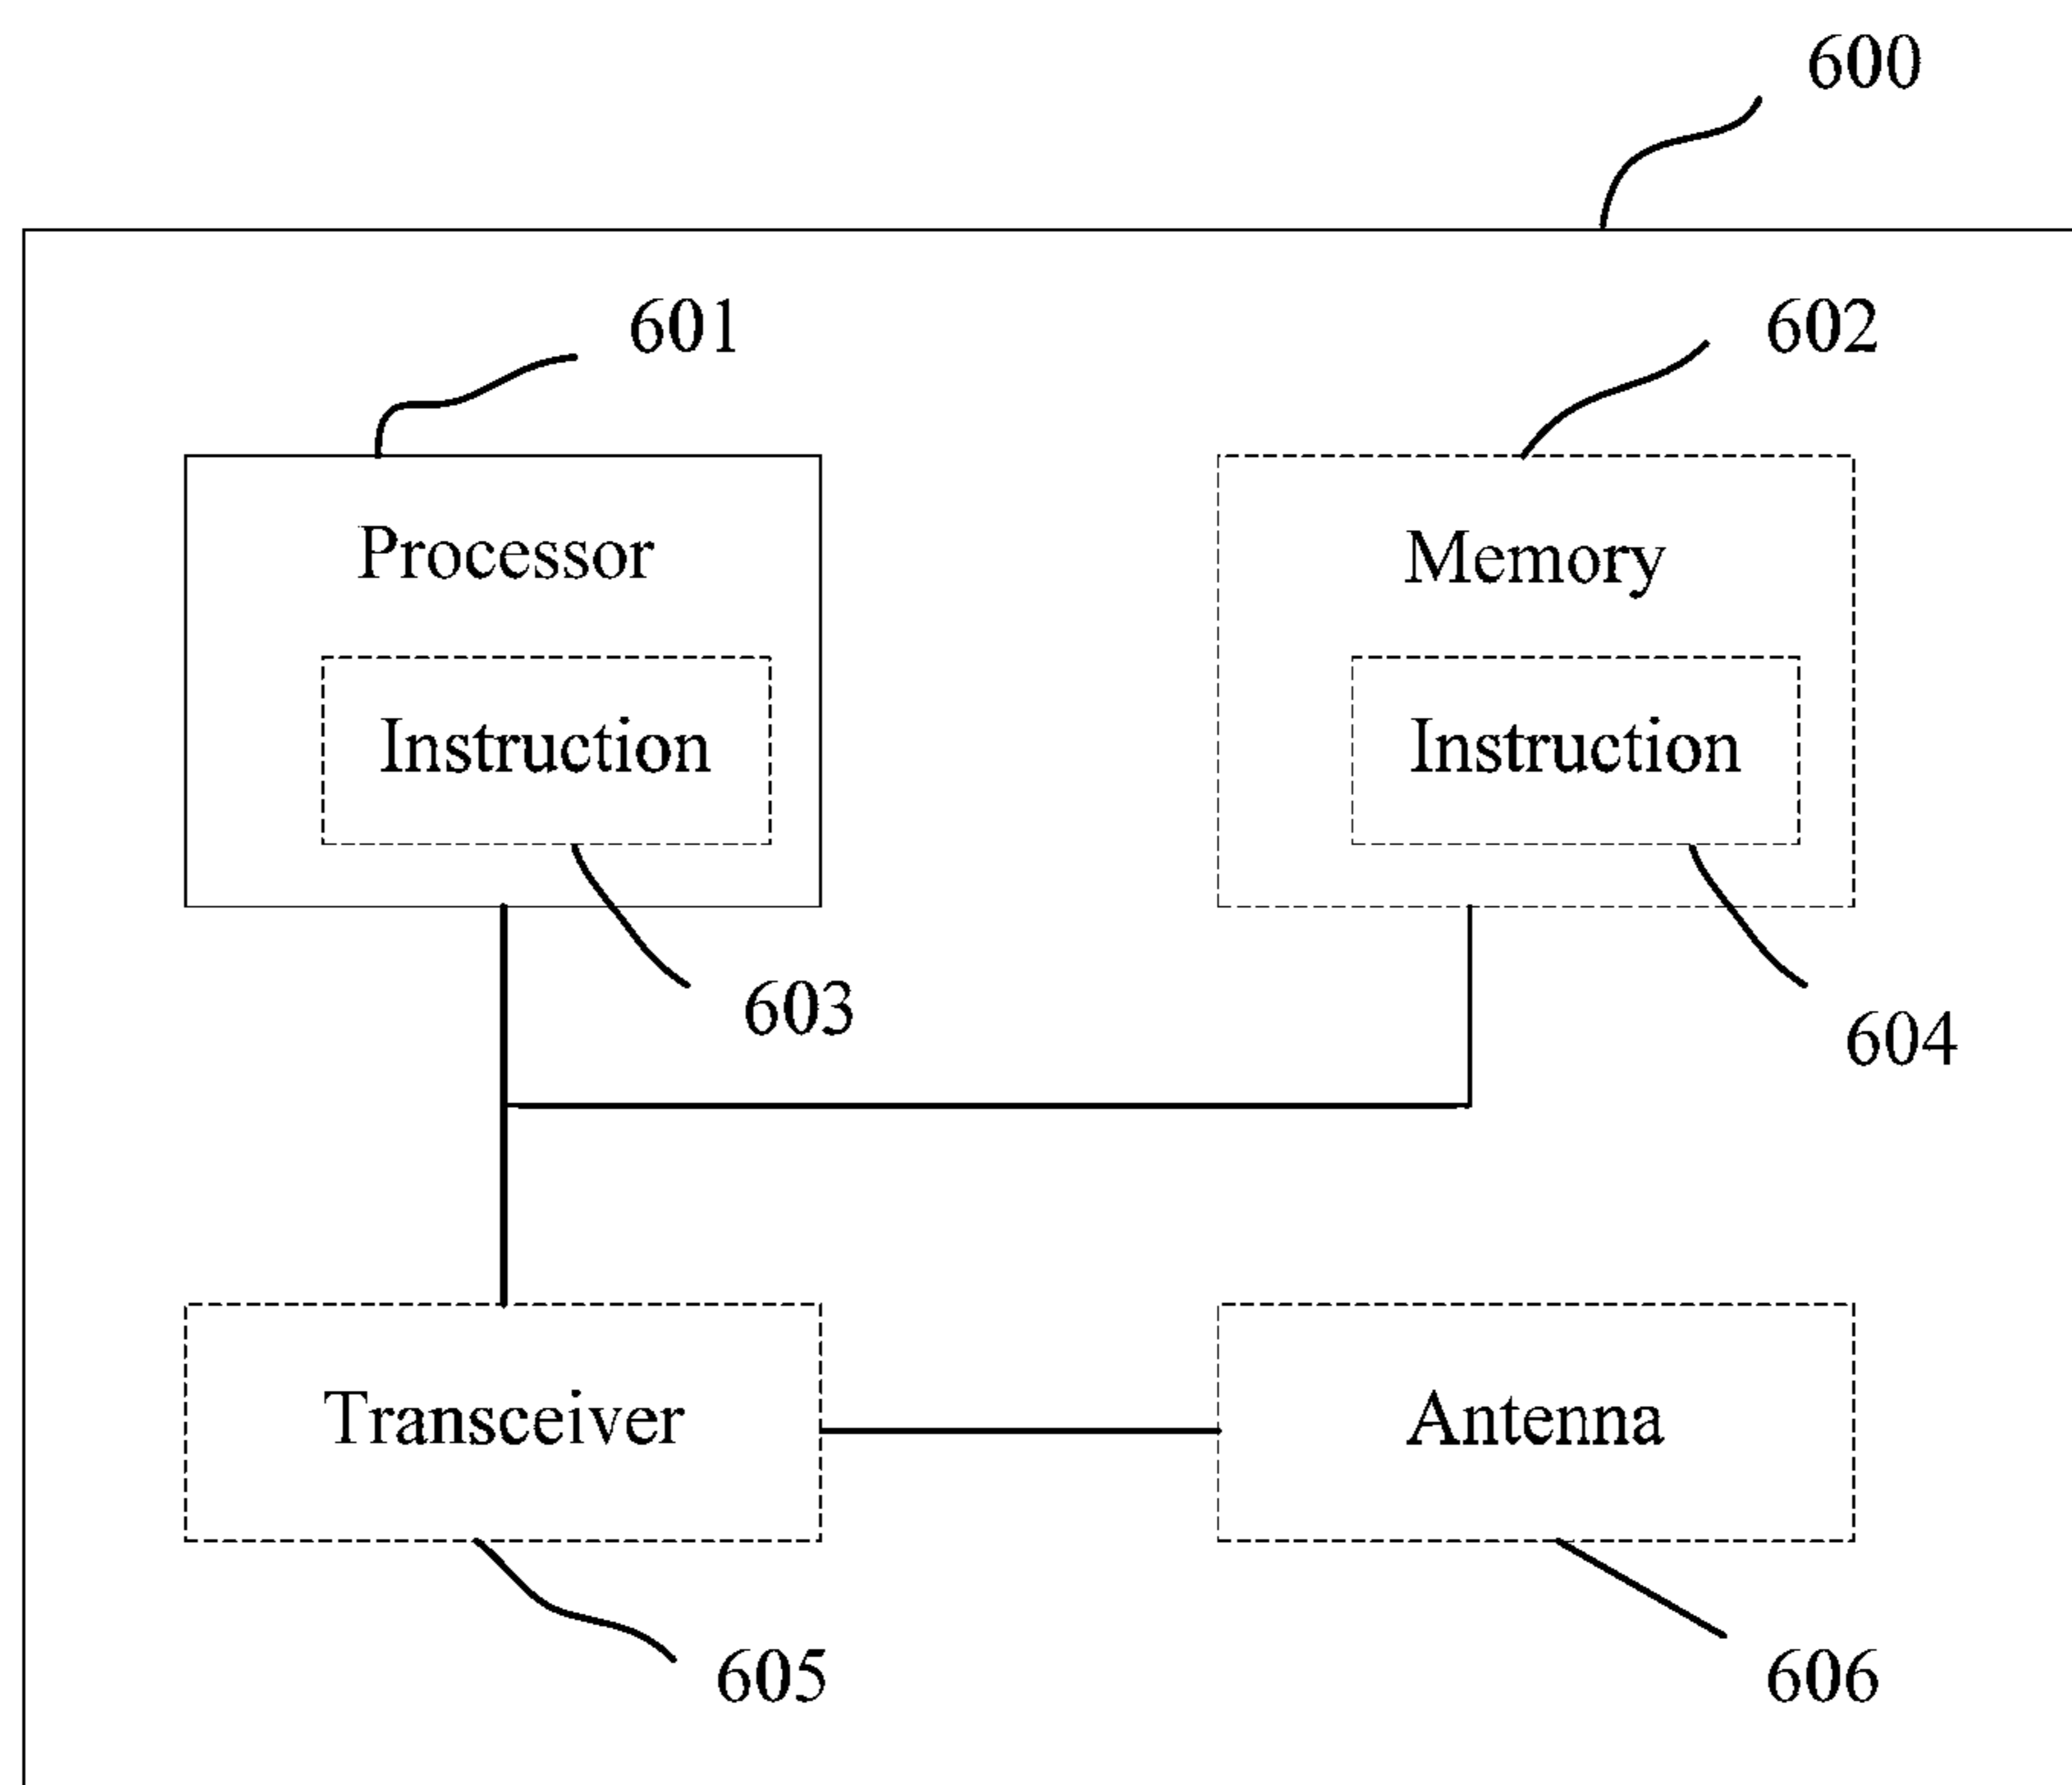 600
601
602
Processor
Memory
Instruction
Instruction
603
604
Transceiver
Antenna
605
606